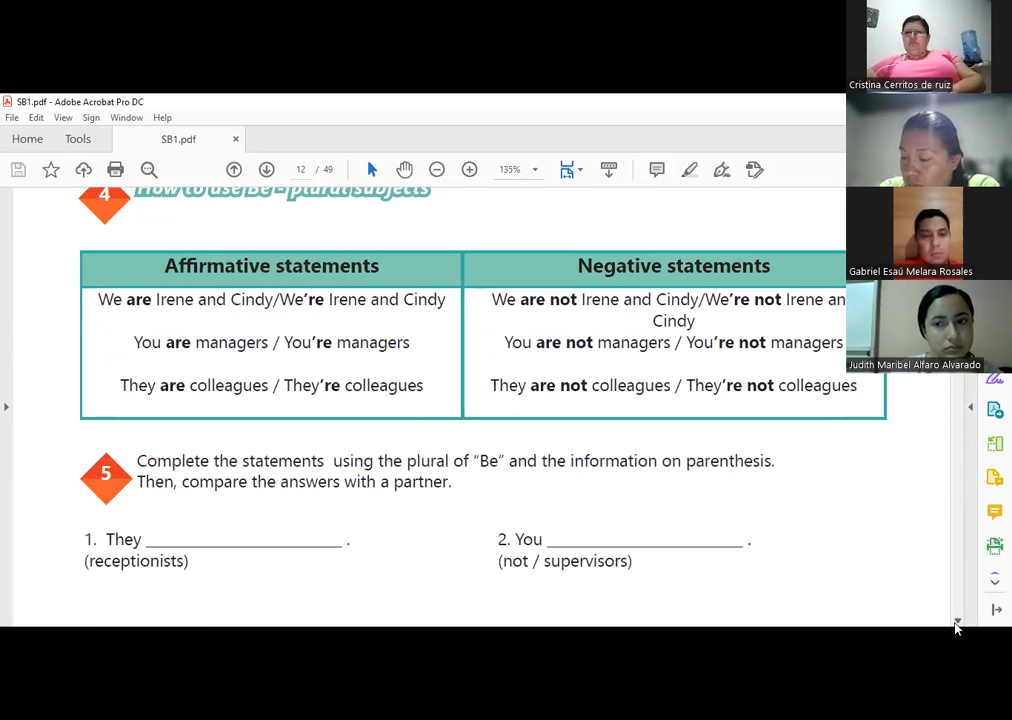 SB1.pdf - Adobe Acrobat Pro DC
File Edit View Sign Window Help
Home Tools SB1.pdf ×
12 / 49 135%
4 How to use Be - plural subjects
Affirmative statements
We are Irene and Cindy/We're Irene and Cindy
You are managers / You're managers
They are colleagues / They're colleagues
Negative statements
We are not Irene and Cindy/We're not Irene an
Cindy
You are not managers / You're not managers
They are not colleagues / They're not colleagues
5 Complete the statements using the plural of “Be” and the information on parenthesis.
Then, compare the answers with a partner.
1. They ______________________ .
(receptionists)
2. You ______________________ .
(not / supervisors)
Cristina Cerritos de ruiz
Gabriel Esaú Melara Rosales
Judith Maribel Alfaro Alvarado